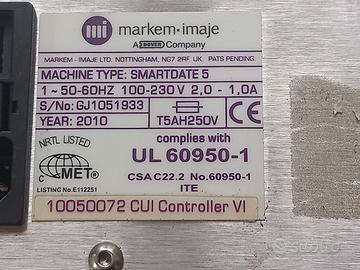 mi markem·imaje
A DOVER Company
MARKEM - IMAJE LTD. NOTTINGHAM, NG7 2RF UK. PATS PENDING.
MACHINE TYPE: SMARTDATE 5
1 ~ 50-60HZ 100-230V 2,0 - 1,0A
S/No: GJ1051933
YEAR: 2010
T5AH250V
CE
NRTL LISTED
C MET
LISTING No.E112251
complies with
UL 60950-1
CSA C22.2 No.60950-1
ITE
10050072 CUI Controller VI